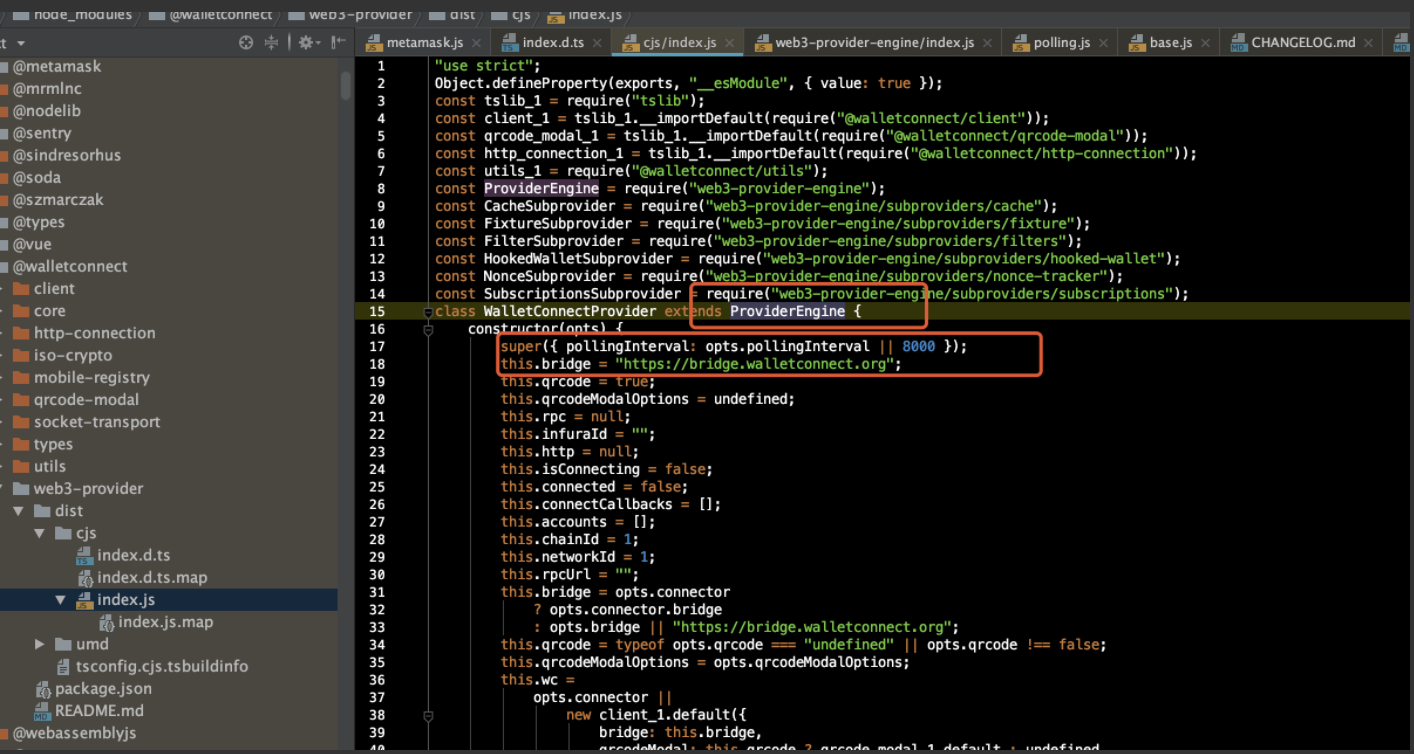 node_modules @walletconnect web3-provider dist cjs index.js
metamask.js index.d.ts cjs/index.js web3-provider-engine/index.js polling.js base.js CHANGELOG.md
@metamask
@mrmlnc
@nodelib
@sentry
@sindresorhus
@soda
@szmarczak
@types
@vue
@walletconnect
client
core
http-connection
iso-crypto
mobile-registry
qrcode-modal
socket-transport
types
utils
web3-provider
dist
cjs
index.d.ts
index.d.ts.map
index.js
index.js.map
umd
tsconfig.cjs.tsbuildinfo
package.json
README.md
@webassemblyjs
1 "use strict";
2 Object.defineProperty(exports, "__esModule", { value: true });
3 const tslib_1 = require("tslib");
4 const client_1 = tslib_1.__importDefault(require("@walletconnect/client"));
5 const qrcode_modal_1 = tslib_1.__importDefault(require("@walletconnect/qrcode-modal"));
6 const http_connection_1 = tslib_1.__importDefault(require("@walletconnect/http-connection"));
7 const utils_1 = require("@walletconnect/utils");
8 const ProviderEngine = require("web3-provider-engine");
9 const CacheSubprovider = require("web3-provider-engine/subproviders/cache");
10 const FixtureSubprovider = require("web3-provider-engine/subproviders/fixture");
11 const FilterSubprovider = require("web3-provider-engine/subproviders/filters");
12 const HookedWalletSubprovider = require("web3-provider-engine/subproviders/hooked-wallet");
13 const NonceSubprovider = require("web3-provider-engine/subproviders/nonce-tracker");
14 const SubscriptionsSubprovider = require("web3-provider-engine/subproviders/subscriptions");
15 class WalletConnectProvider extends ProviderEngine {
16 constructor(opts) {
17 super({ pollingInterval: opts.pollingInterval || 8000 });
18 this.bridge = "https://bridge.walletconnect.org";
19 this.qrcode = true;
20 this.qrcodeModalOptions = undefined;
21 this.rpc = null;
22 this.infuraId = "";
23 this.http = null;
24 this.isConnecting = false;
25 this.connected = false;
26 this.connectCallbacks = [];
27 this.accounts = [];
28 this.chainId = 1;
29 this.networkId = 1;
30 this.rpcUrl = "";
31 this.bridge = opts.connector
32 ? opts.connector.bridge
33 : opts.bridge || "https://bridge.walletconnect.org";
34 this.qrcode = typeof opts.qrcode === "undefined" || opts.qrcode !== false;
35 this.qrcodeModalOptions = opts.qrcodeModalOptions;
36 this.wc =
37 opts.connector ||
38 new client_1.default({
39 bridge: this.bridge,
40 qrcodeModal: this.qrcode ? qrcode_modal_1.default : undefined